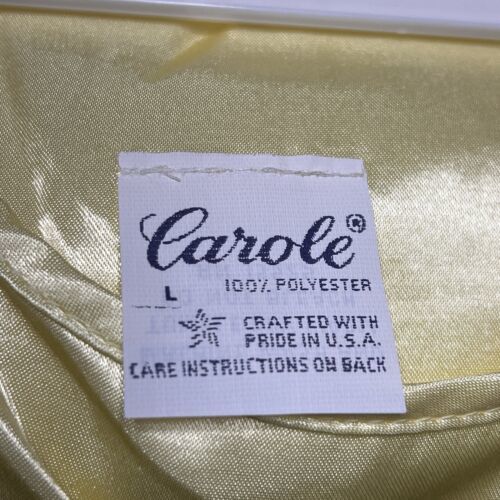 Carole®
L 100% POLYESTER
CRAFTED WITH
PRIDE IN U.S.A.
CARE INSTRUCTIONS ON BACK